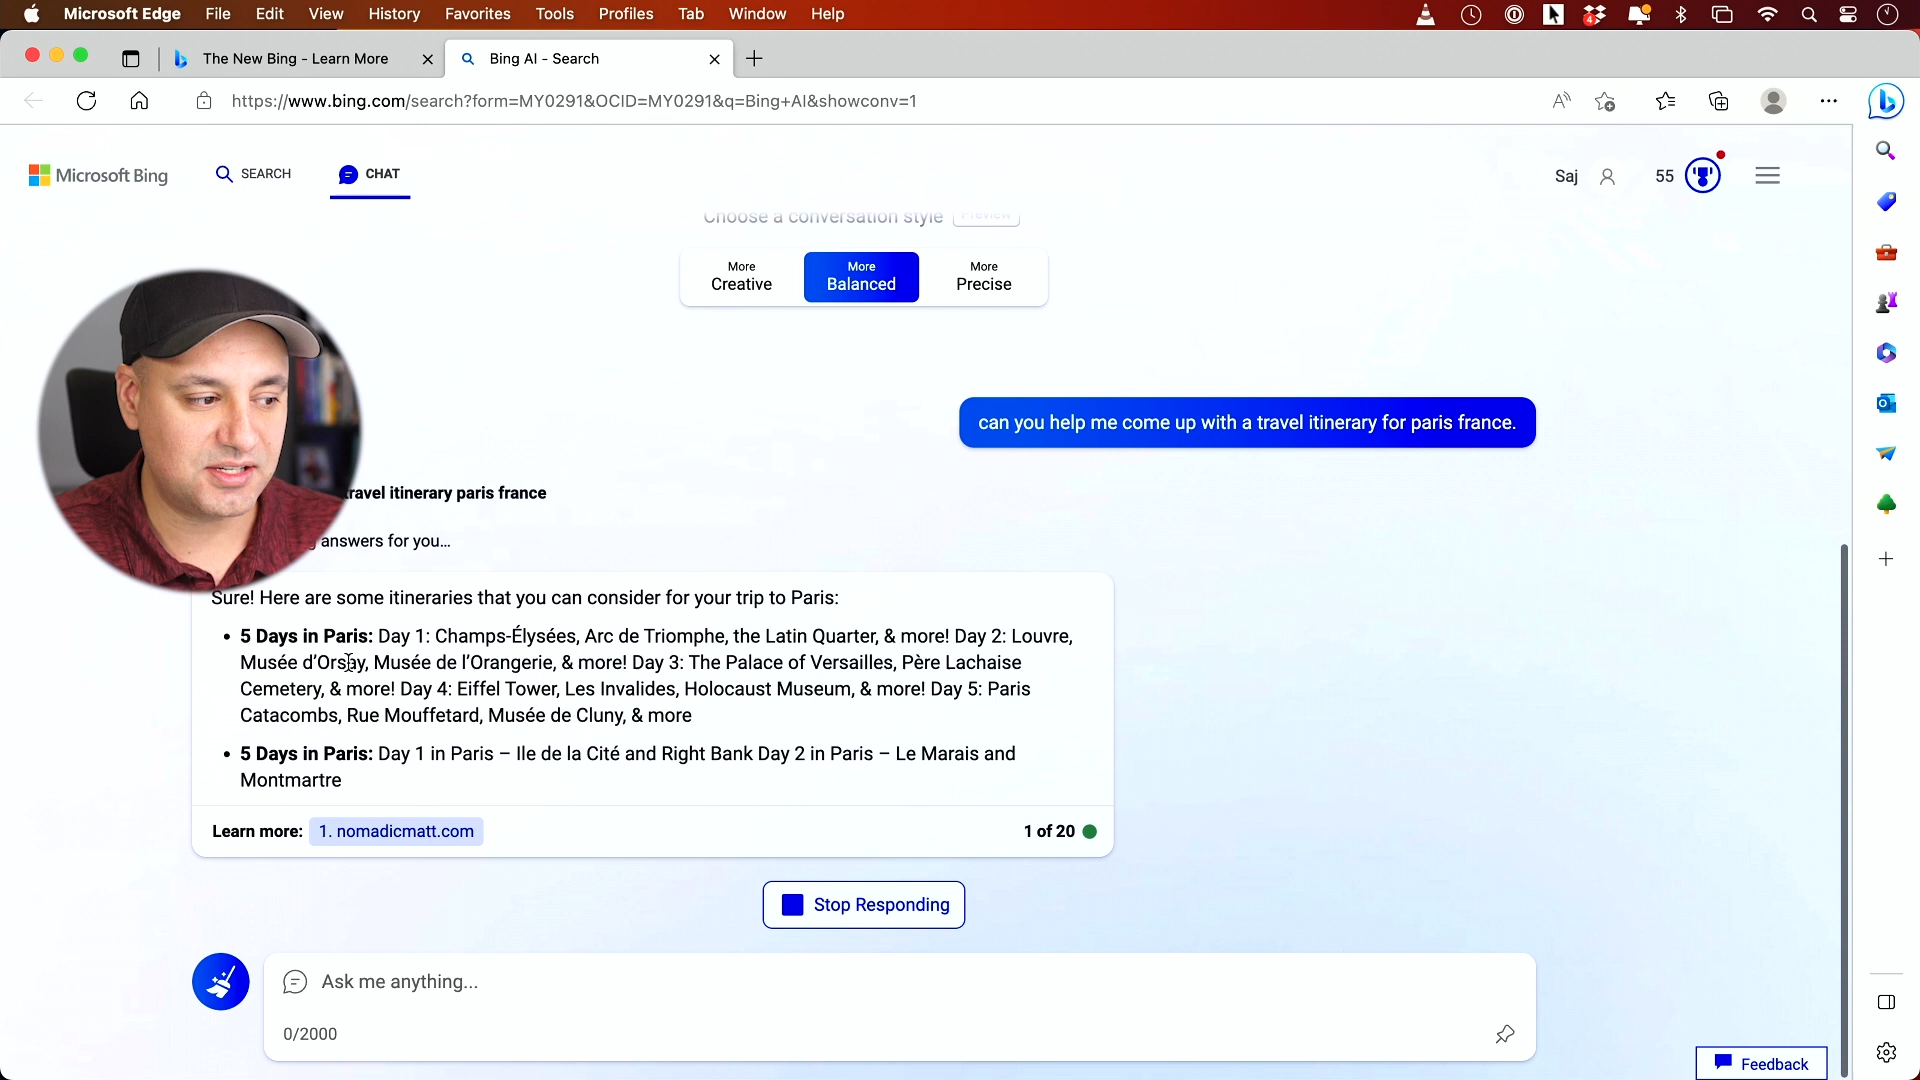 Microsoft Edge File Edit View History Favorites Tools Profiles Tab Window Help
4
The New Bing - Learn More
Bing AI - Search
https://www.bing.com/search?form=MY0291&OCID=MY0291&q=Bing+AI&showconv=1
Microsoft Bing
SEARCH
CHAT
Saj
55
Choose a conversation style Preview
More
Creative
More
Balanced
More
Precise
can you help me come up with a travel itinerary for paris france.
travel itinerary paris france
answers for you...
Sure! Here are some itineraries that you can consider for your trip to Paris:
• 5 Days in Paris: Day 1: Champs-Élysées, Arc de Triomphe, the Latin Quarter, & more! Day 2: Louvre,
Musée d’Orsay, Musée de l’Orangerie, & more! Day 3: The Palace of Versailles, Père Lachaise
Cemetery, & more! Day 4: Eiffel Tower, Les Invalides, Holocaust Museum, & more! Day 5: Paris
Catacombs, Rue Mouffetard, Musée de Cluny, & more
• 5 Days in Paris: Day 1 in Paris – Ile de la Cité and Right Bank Day 2 in Paris – Le Marais and
Montmartre
Learn more: 1. nomadicmatt.com
1 of 20
Stop Responding
Ask me anything...
0/2000
Feedback